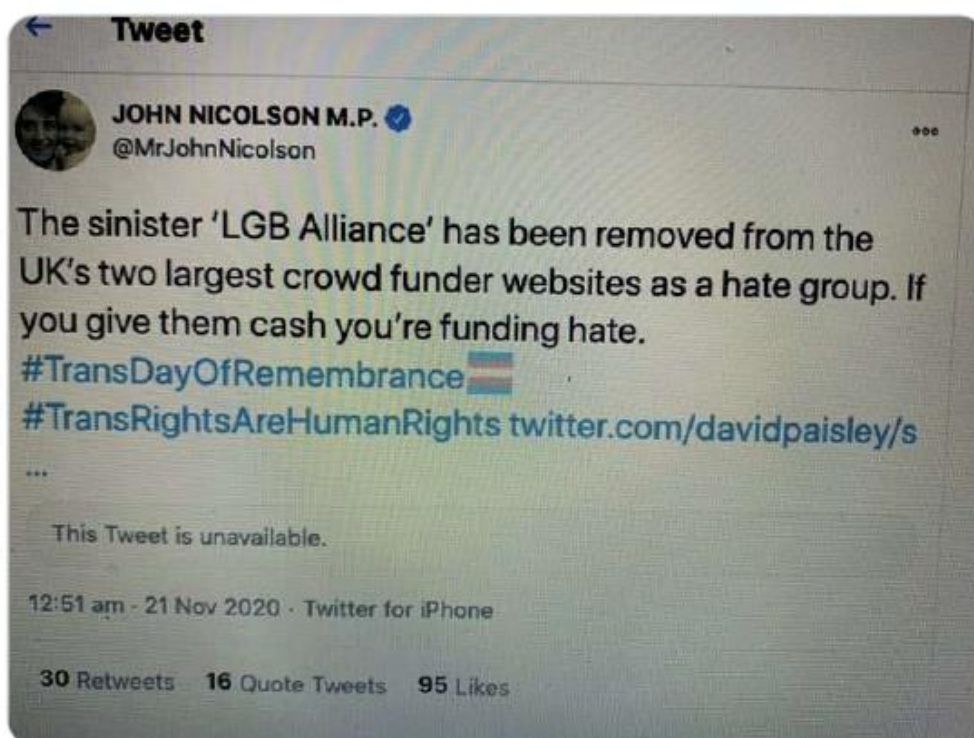 Tweet
JOHN NICOLSON M.P.
@MrJohnNicolson
The sinister 'LGB Alliance' has been removed from the
UK's two largest crowd funder websites as a hate group. If
you give them cash you're funding hate.
#TransDayOfRemembrance
#TransRightsAreHumanRights twitter.com/davidpaisley/s
...
This Tweet is unavailable.
12:51 am - 21 Nov 2020 · Twitter for iPhone
30 Retweets 16 Quote Tweets 95 Likes